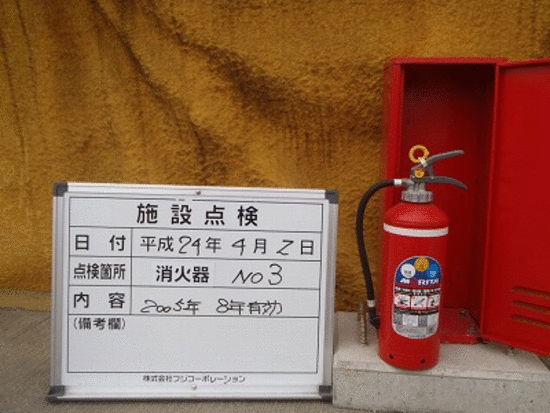 施設点検
日付 平成24年4月2日
点検箇所 消火器 NO3
内容 2005年 8年有効
(備考欄)
株式会社フジコーポレーション
MORITA